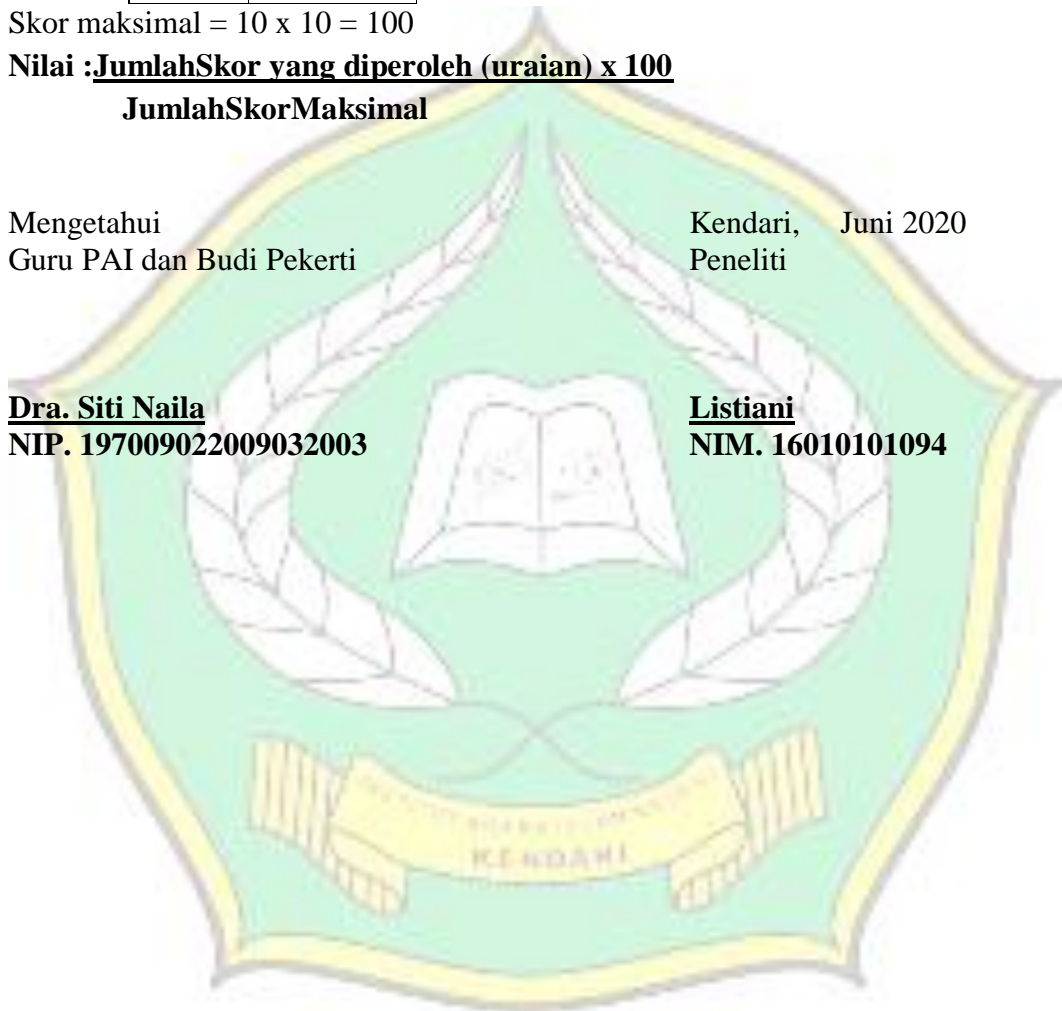 Skor maksimal = 10 x 10 = 100
Nilai :JumlahSkor yang diperoleh (uraian) x 100
JumlahSkorMaksimal
Mengetahui Kendari, Juni 2020
Guru PAI dan Budi Pekerti Peneliti
Dra. Siti Naila Listiani
NIP. 197009022009032003 NIM. 16010101094
KENDARI